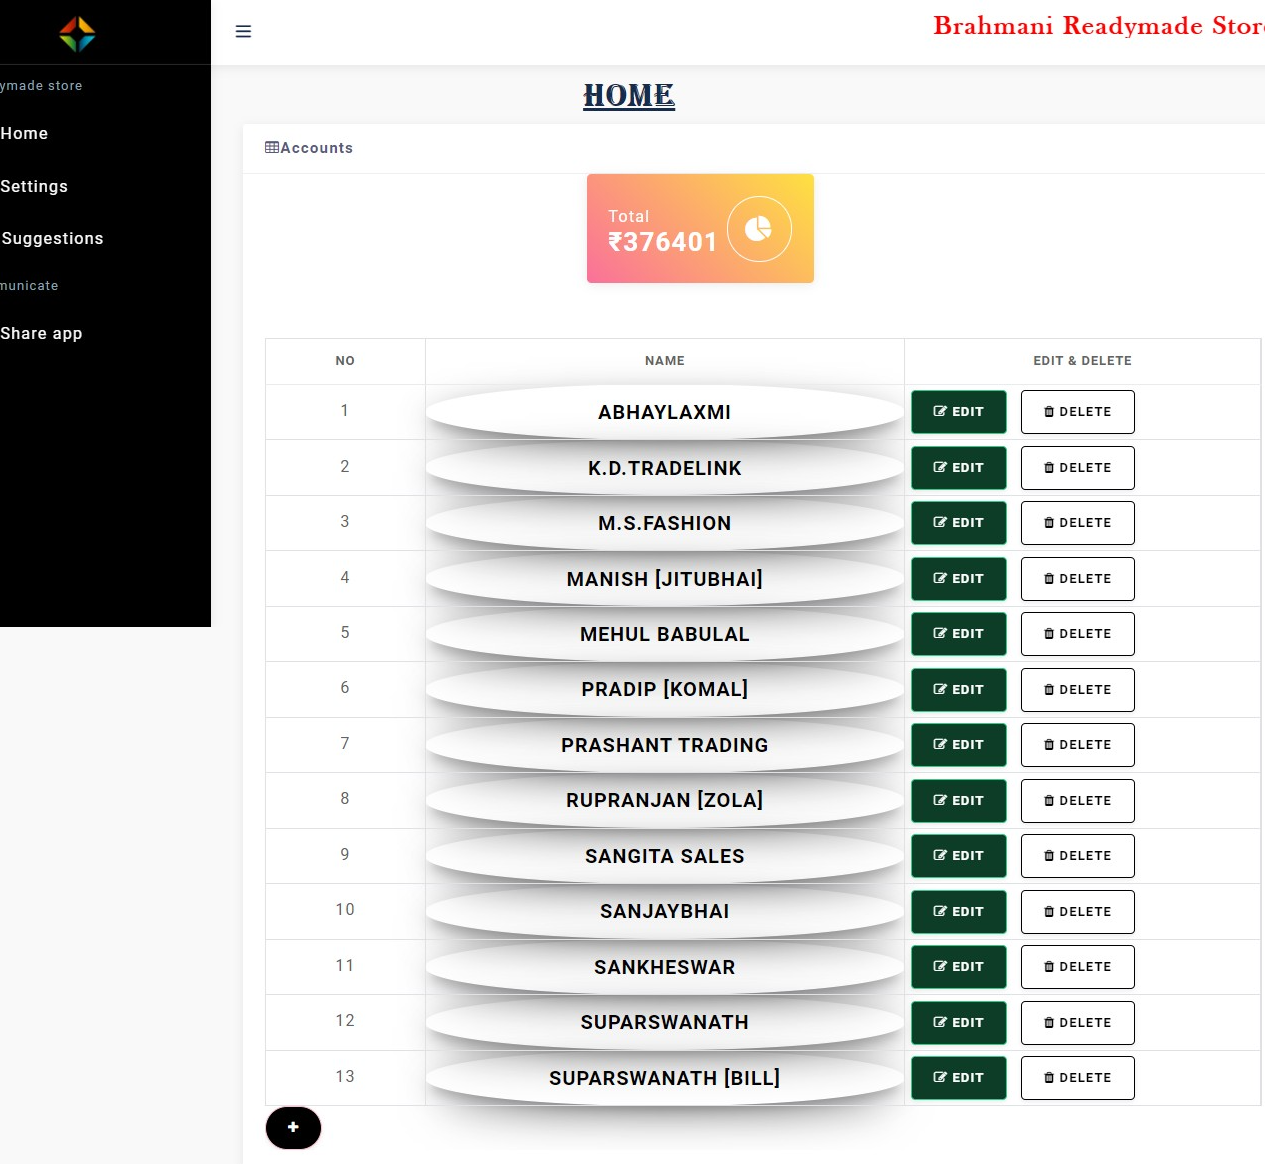 Brahmani Readymade
ymade store
Home
Settings
Suggestions
municate
Share app
HOME
Accounts
Total
₹376401
NO NAME EDIT & DELETE
1 ABHAYLAXMI EDIT DELETE
2 K.D.TRADELINK EDIT DELETE
3 M.S.FASHION EDIT DELETE
4 MANISH [JITUBHAI] EDIT DELETE
5 MEHUL BABULAL EDIT DELETE
6 PRADIP [KOMAL] EDIT DELETE
7 PRASHANT TRADING EDIT DELETE
8 RUPRANJAN [ZOLA] EDIT DELETE
9 SANGITA SALES EDIT DELETE
10 SANJAYBHAI EDIT DELETE
11 SANKHESWAR EDIT DELETE
12 SUPARSWANATH EDIT DELETE
13 SUPARSWANATH [BILL] EDIT DELETE
+